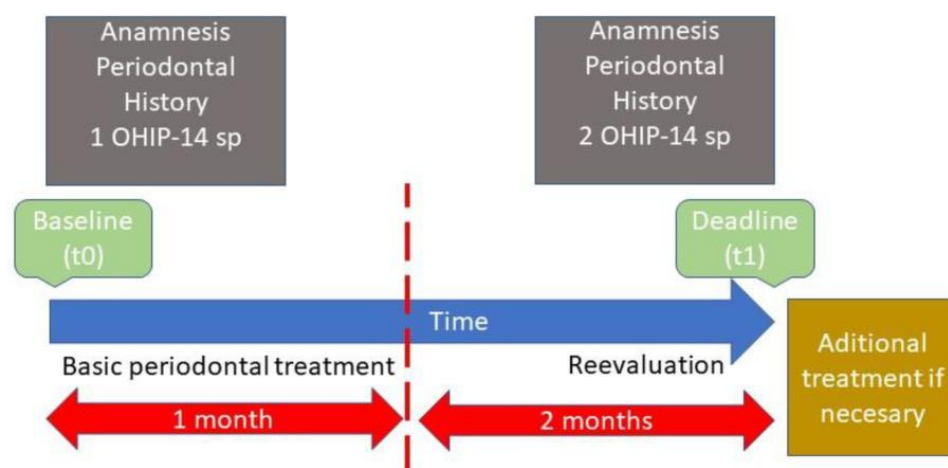 Anamnesis
Periodontal
History
1 OHIP-14 sp
Anamnesis
Periodontal
History
2 OHIP-14 sp
Baseline
(t0)
Deadline
(t1)
Time
Basic periodontal treatment
Reevaluation
1 month
2 months
Aditional
treatment if
necesary